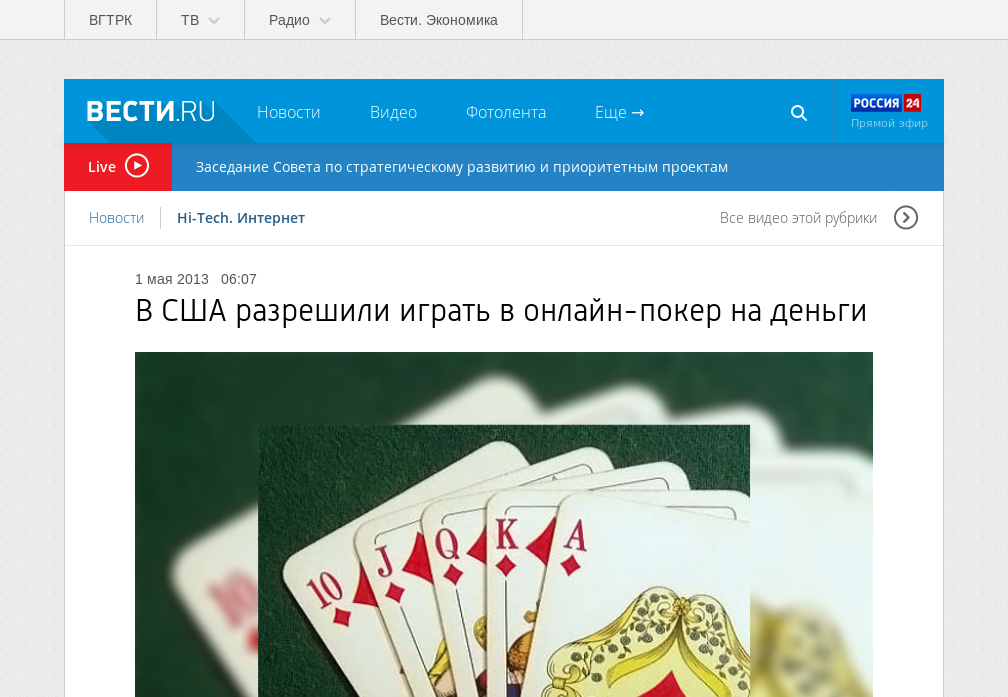 ВГТРК ТВ Радио Вести. Экономика
ВЕСТИ.RU Новости Видео Фотолента Еще → РОССИЯ 24
Прямой эфир
Live Заседание Совета по стратегическому развитию и приоритетным проектам
Новости Hi-Tech. Интернет Все видео этой рубрики
1 мая 2013 06:07
В США разрешили играть в онлайн-покер на деньги
10 J Q K A
10